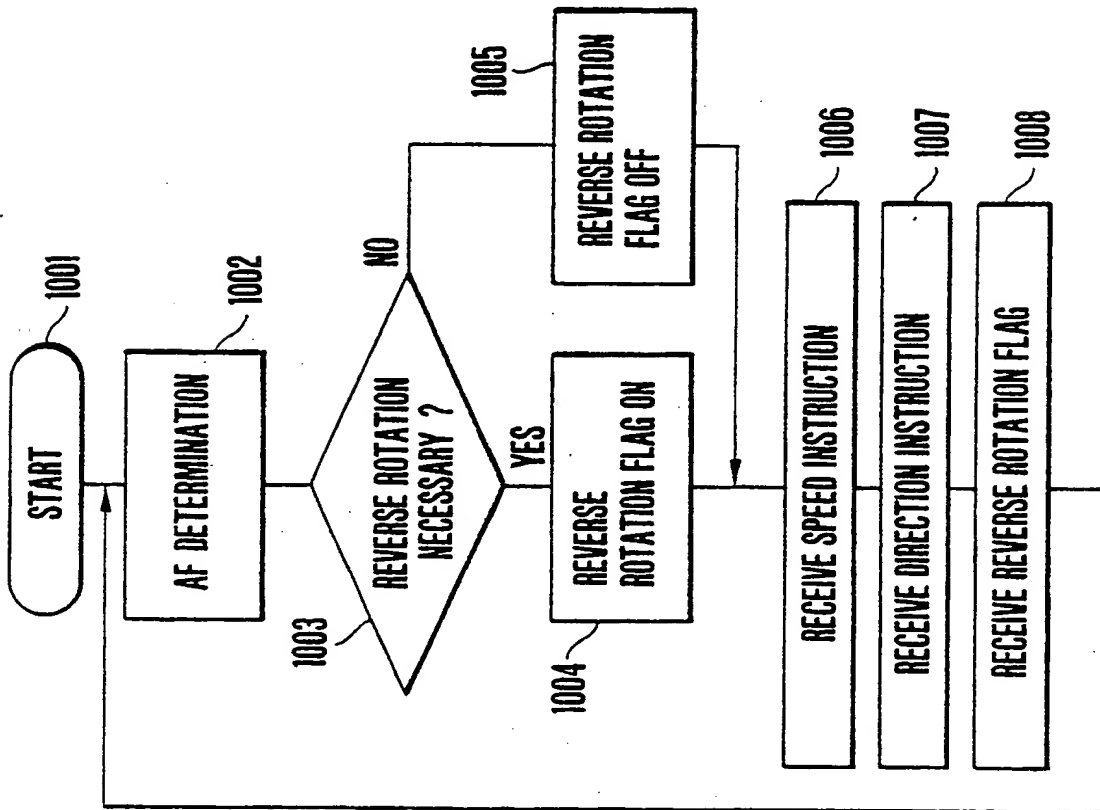 START
1001
AF DETERMINATION
1002
REVERSE ROTATION
NECESSARY ?
1003
NO
YES
REVERSE
ROTATION FLAG ON
1004
REVERSE ROTATION
FLAG OFF
1005
RECEIVE SPEED INSTRUCTION
1006
RECEIVE DIRECTION INSTRUCTION
1007
RECEIVE REVERSE ROTATION FLAG
1008